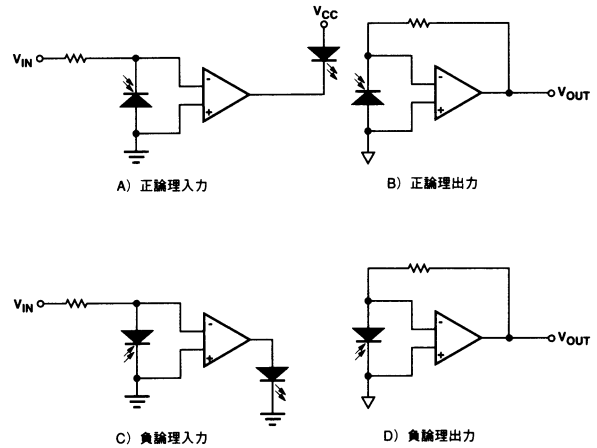 VCC
VIN
-
+
-
+
VOUT
A) 正論理入力
B) 正論理出力
VIN
-
+
-
+
VOUT
C) 負論理入力
D) 負論理出力